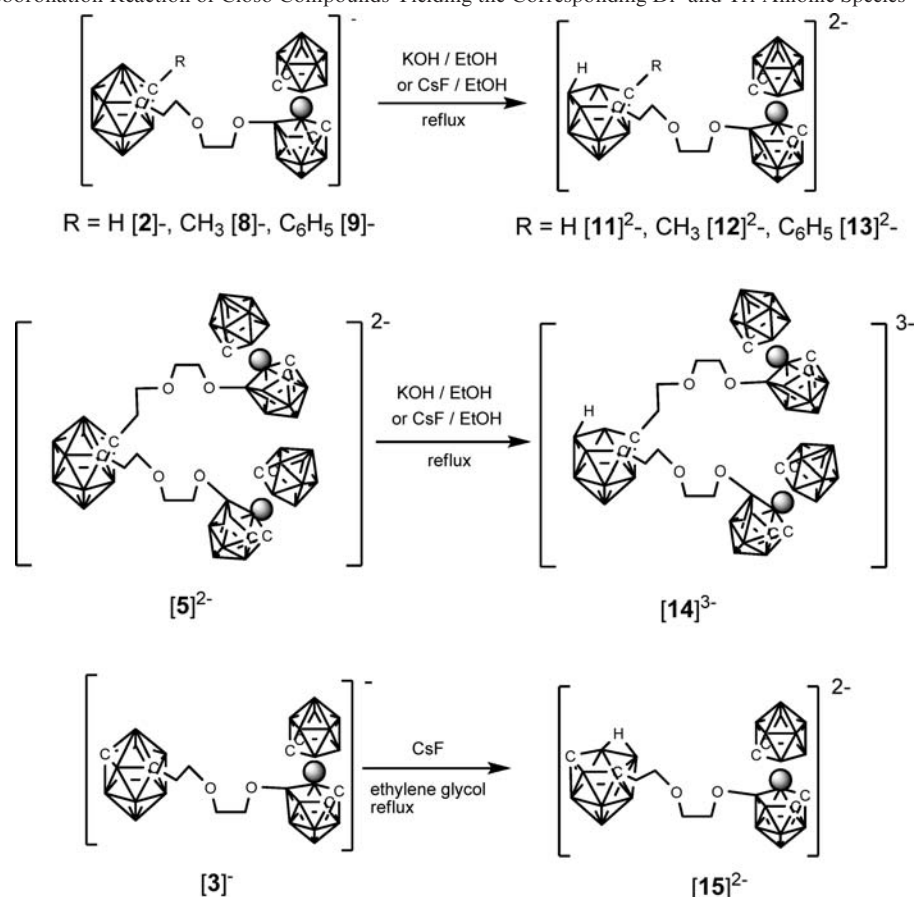 Deboronation Reaction of Closo Compounds Yielding the Corresponding Di- and Tri-Anionic Species
R
C
C
O
O
C
C
C
C
-
KOH / EtOH
or CsF / EtOH
reflux
H
R
C
C
O
O
C
C
C
C
2-
R = H [2]-, CH3 [8]-, C6H5 [9]-
R = H [11]2-, CH3 [12]2-, C6H5 [13]2-
C
C
O
O
C
C
C
O
O
C
C
C
C
2-
KOH / EtOH
or CsF / EtOH
reflux
H
C
C
O
O
C
C
C
O
O
C
C
C
C
3-
[5]2-
[14]3-
C
C
O
O
C
C
C
C
-
CsF
ethylene glycol
reflux
H
C
C
O
O
C
C
C
C
2-
[3]-
[15]2-